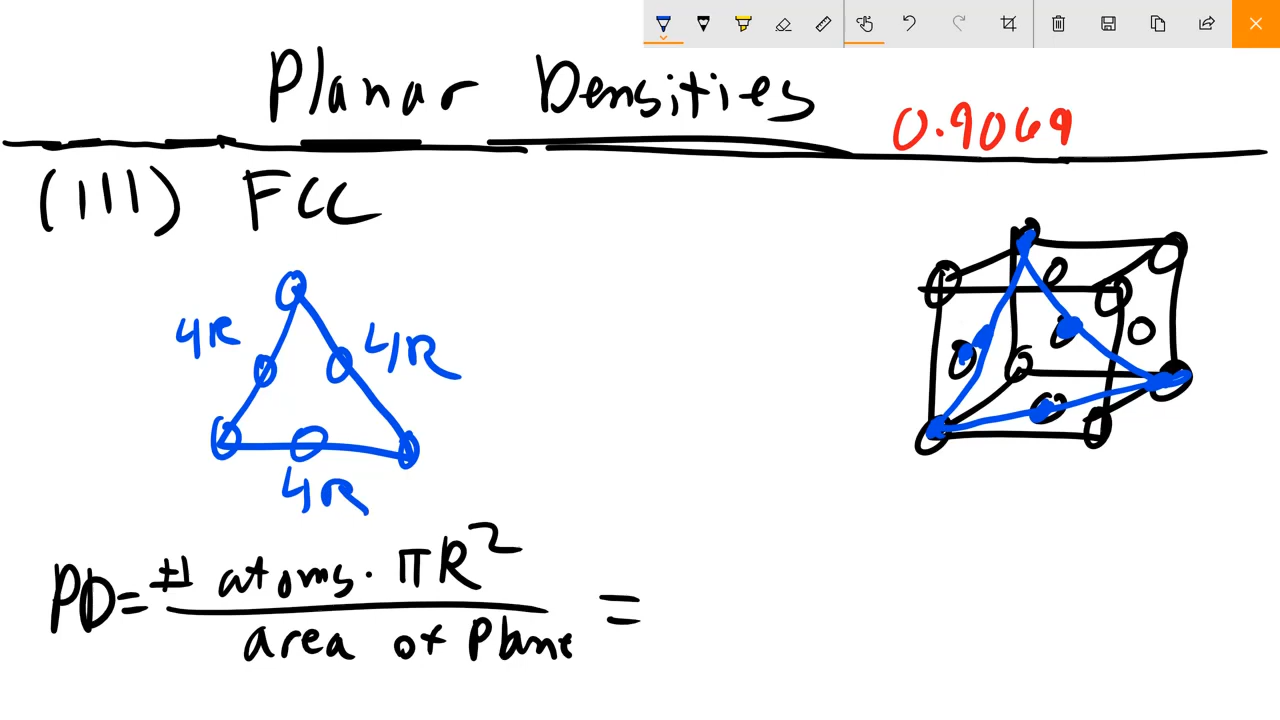 Planar Densities
0.9069
(111) FCC
4R
4R
4R
PD = # atoms · πR²
area of plane =